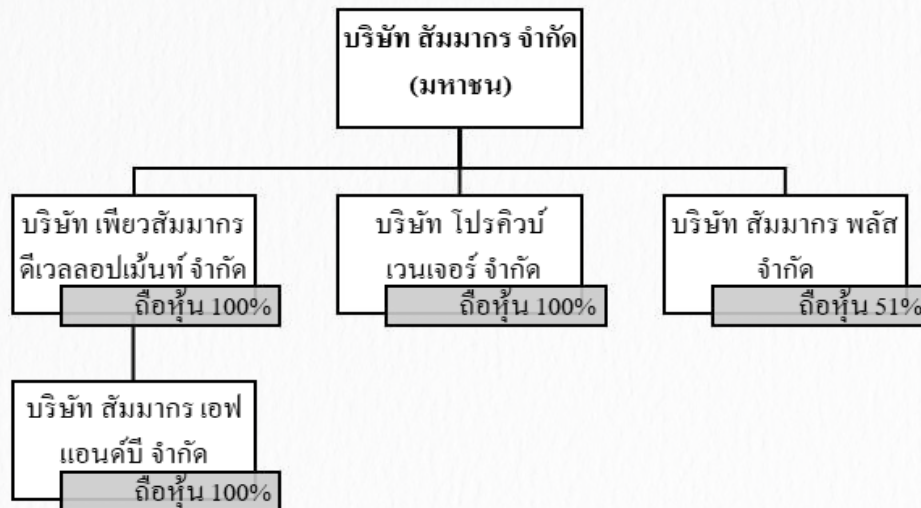 บริษัท สัมมากร จำกัด
(มหาชน)
บริษัท เพียวสัมมากร
ดีเวลลอปเม้นท์ จำกัด
ถือหุ้น 100%
บริษัท โปรคิวบ์
เวนเจอร์ จำกัด
ถือหุ้น 100%
บริษัท สัมมากร พลัส
จำกัด
ถือหุ้น 51%
บริษัท สัมมากร เอฟ
แอนด์บี จำกัด
ถือหุ้น 100%